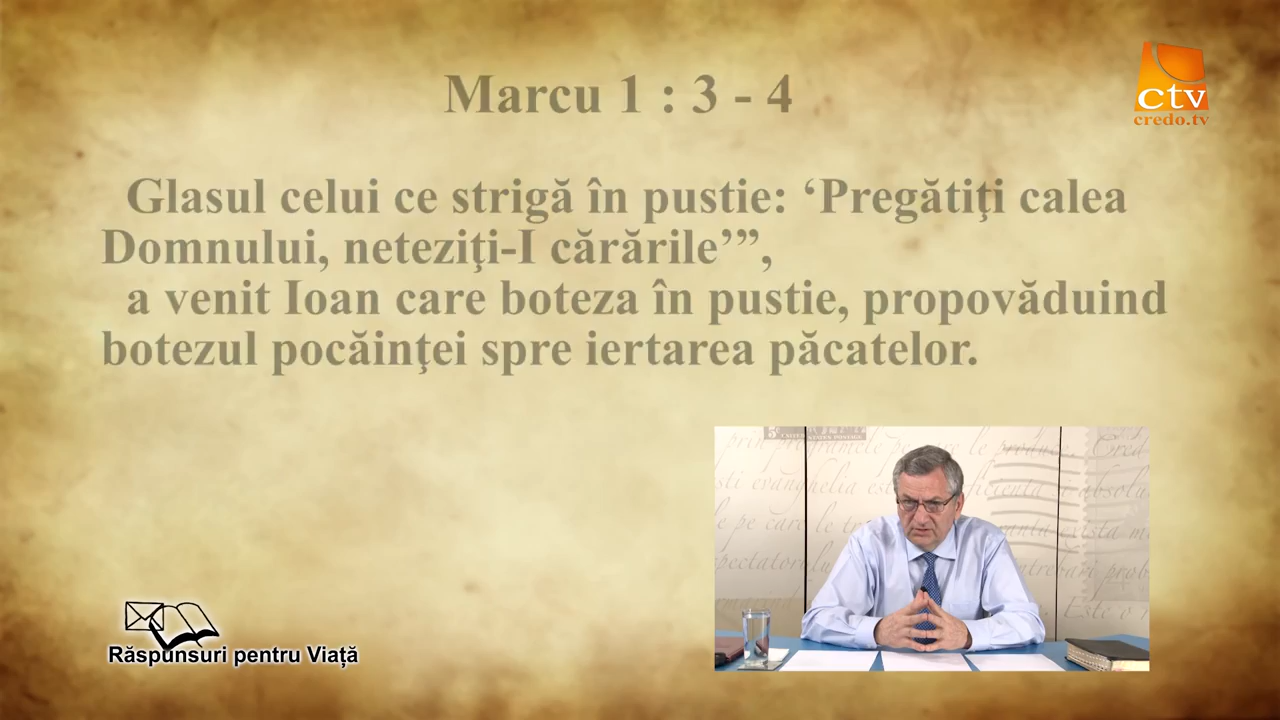 Marcu 1 : 3 - 4
ctv
credo.tv
Glasul celui ce strigă în pustie: ‘Pregătiţi calea
Domnului, neteziţi-I cărările’”,
a venit Ioan care boteza în pustie, propovăduind
botezul pocăinţei spre iertarea păcatelor.
Răspunsuri pentru Viață